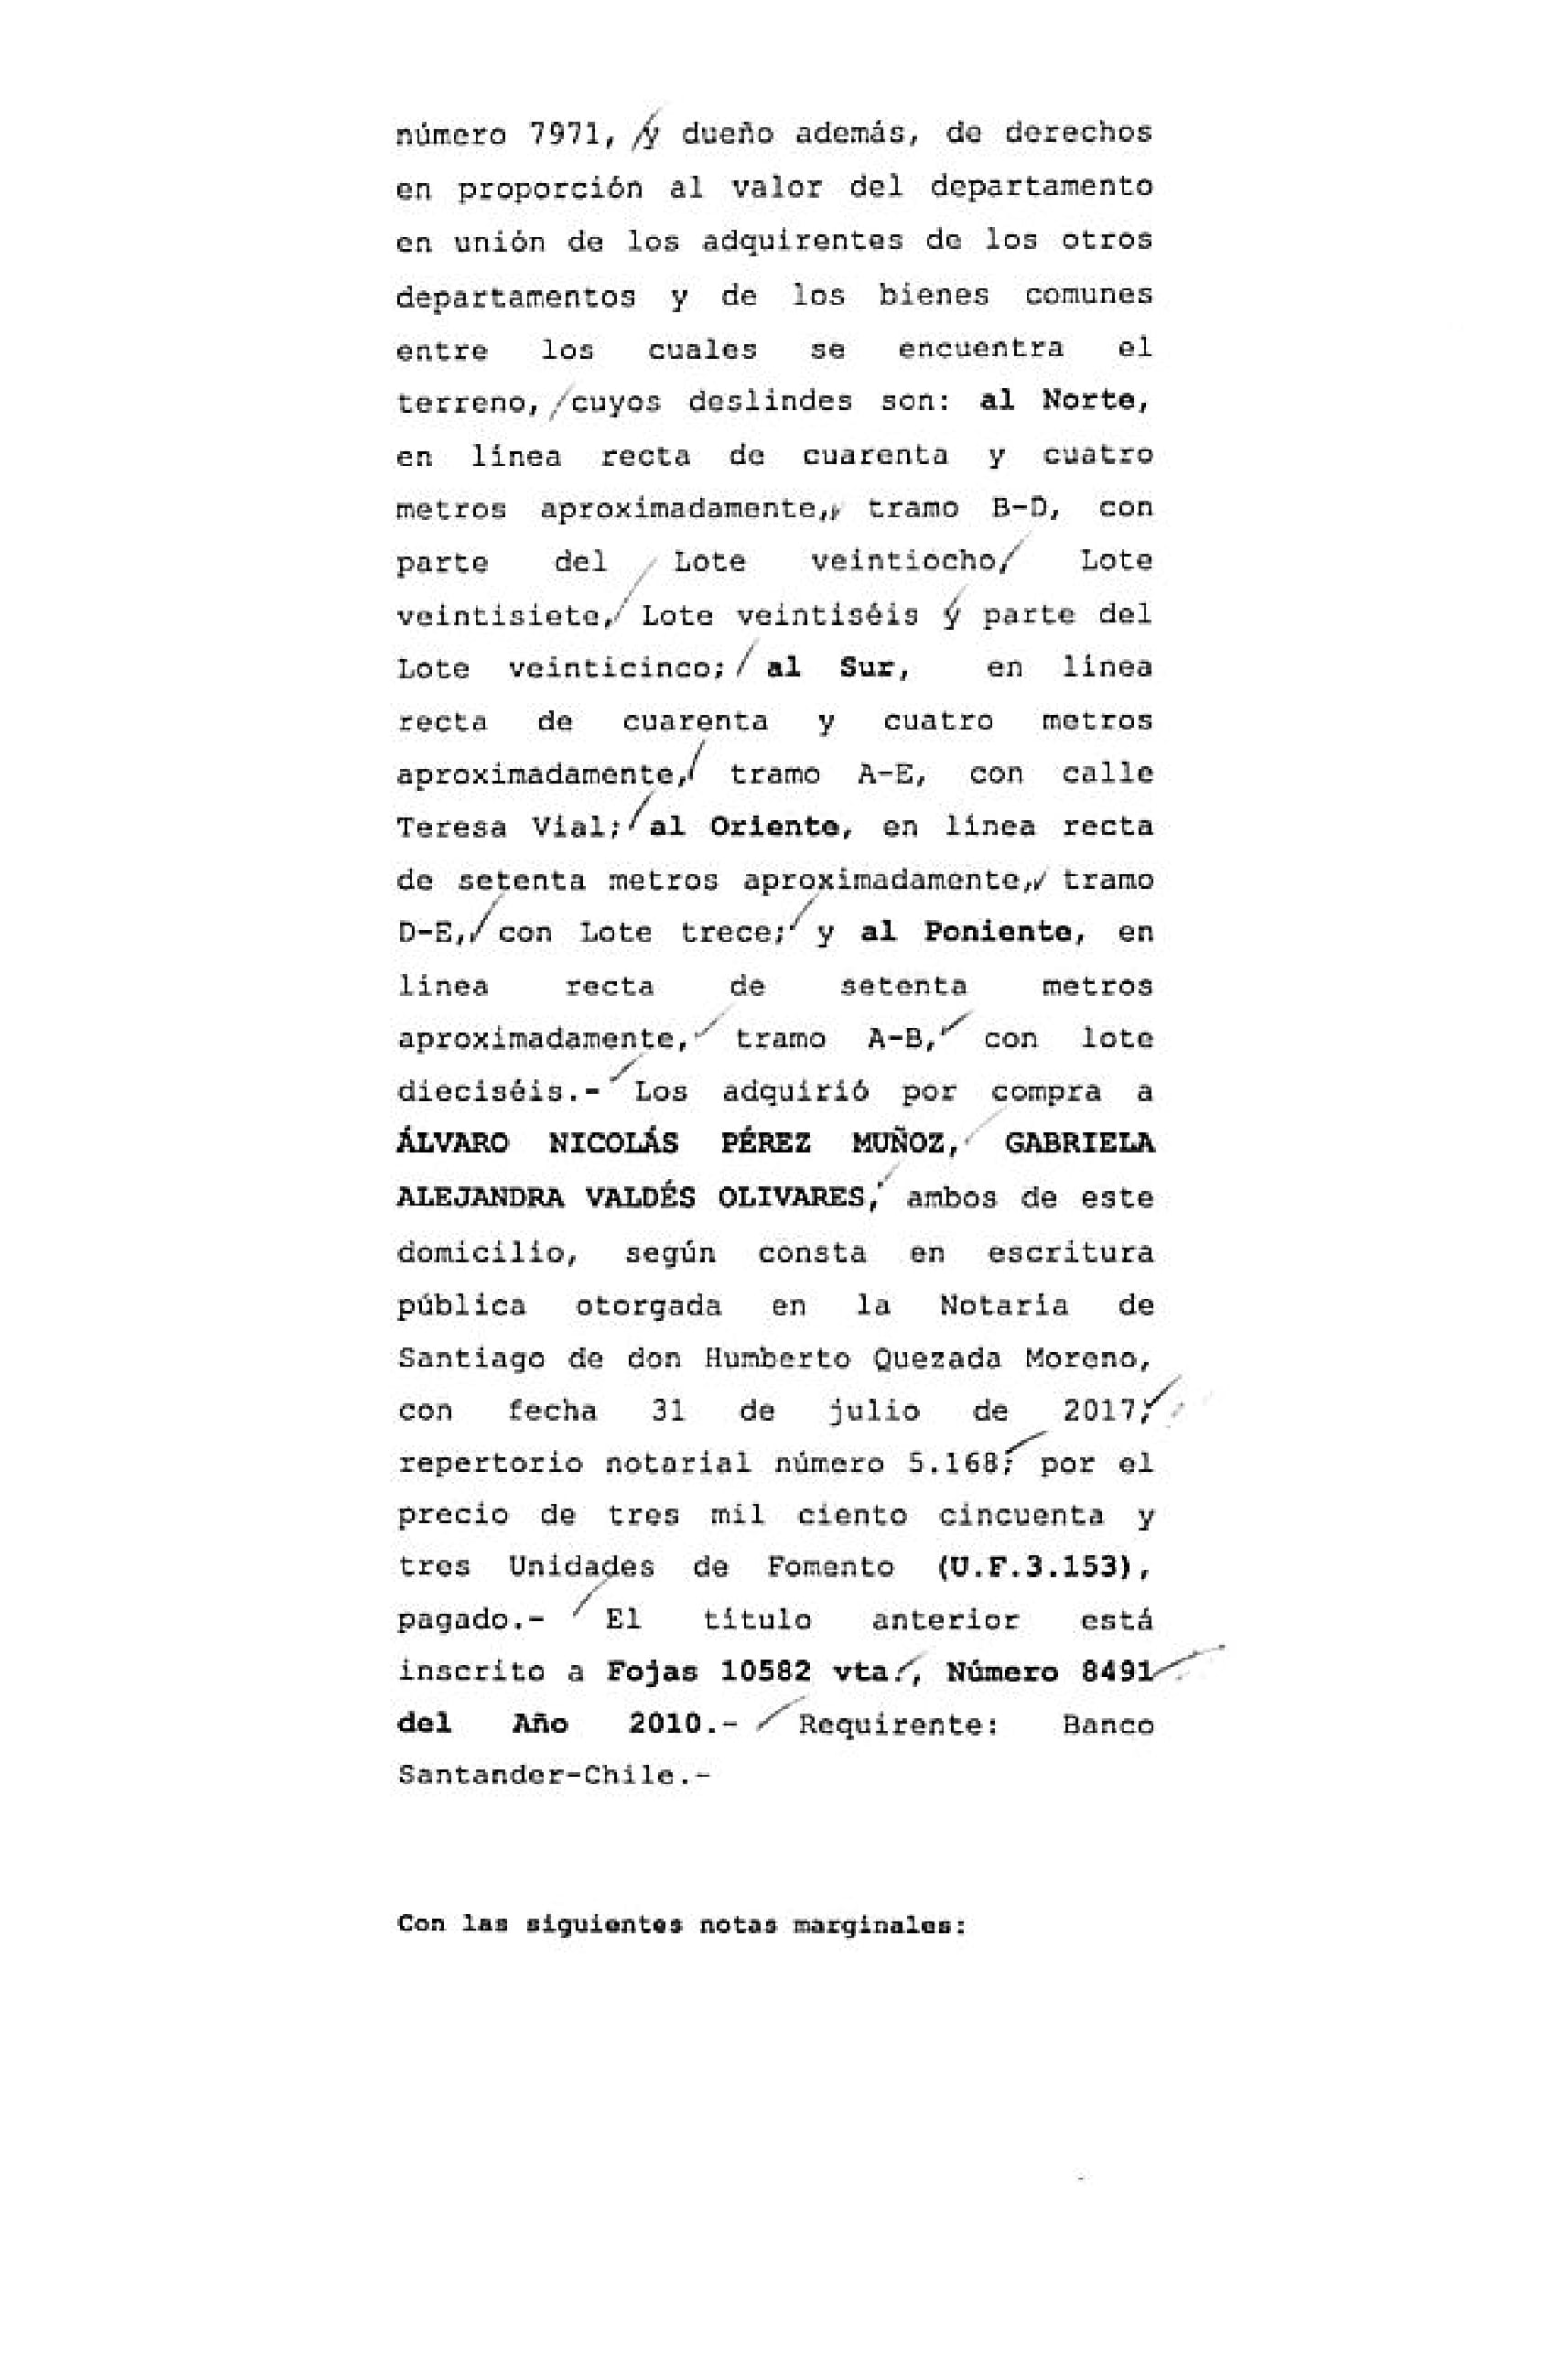 número 7971, y dueño además, de derechos
en proporción al valor del departamento
en unión de los adquirentes de los otros
departamentos y de los bienes comunes
entre los cuales se encuentra el
terreno, cuyos deslindes son: al Norte,
en línea recta de cuarenta y cuatro
metros aproximadamente, tramo B-D, con
parte del Lote veintiocho, Lote
veintisiete, Lote veintiséis y parte del
Lote veinticinco; al Sur, en línea
recta de cuarenta y cuatro metros
aproximadamente, tramo A-E, con calle
Teresa Vial; al Oriente, en línea recta
de setenta metros aproximadamente, tramo
D-E, con Lote trece; y al Poniente, en
línea recta de setenta metros
aproximadamente, tramo A-B, con lote
dieciséis.- Los adquirió por compra a
ÁLVARO NICOLÁS PÉREZ MUÑOZ, GABRIELA
ALEJANDRA VALDÉS OLIVARES, ambos de este
domicilio, según consta en escritura
pública otorgada en la Notaría de
Santiago de don Humberto Quezada Moreno,
con fecha 31 de julio de 2017,
repertorio notarial número 5.168, por el
precio de tres mil ciento cincuenta y
tres Unidades de Fomento (U.F.3.153),
pagado.- El título anterior está
inscrito a Fojas 10582 vta., Número 8491
del Año 2010.- Requirente: Banco
Santander-Chile.-
Con las siguientes notas marginales: